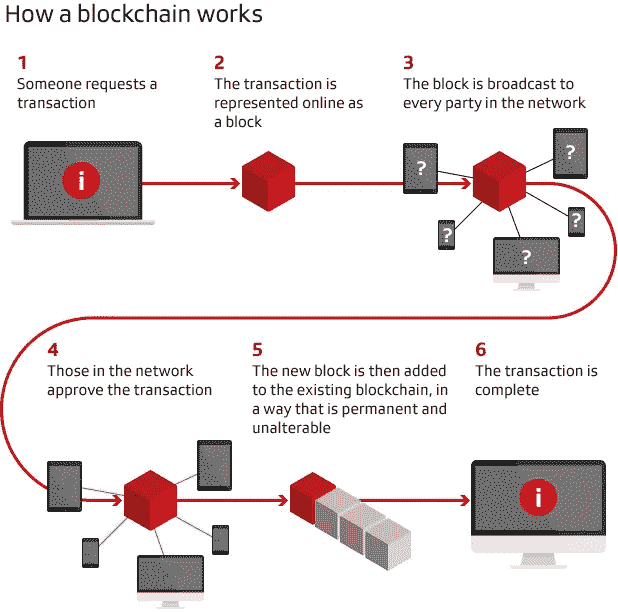 How a blockchain works
1
Someone requests a
transaction
2
The transaction is
represented online as
a block
3
The block is broadcast to
every party in the network
i
?
?
?
?
?
4
Those in the network
approve the transaction
5
The new block is then added
to the existing blockchain, in
a way that is permanent and
unalterable
6
The transaction is
complete
i